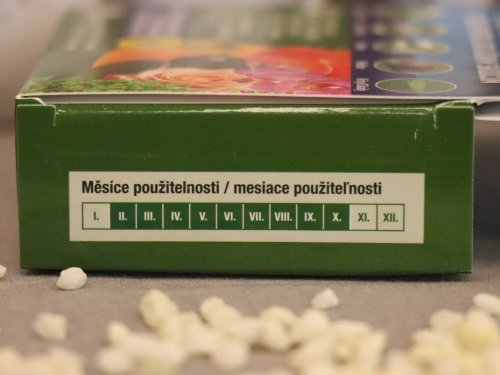 Měsíce použitelnosti / mesiace použiteľnosti
I. II. III. IV. V. VI. VII. VIII. IX. X. XI. XII.